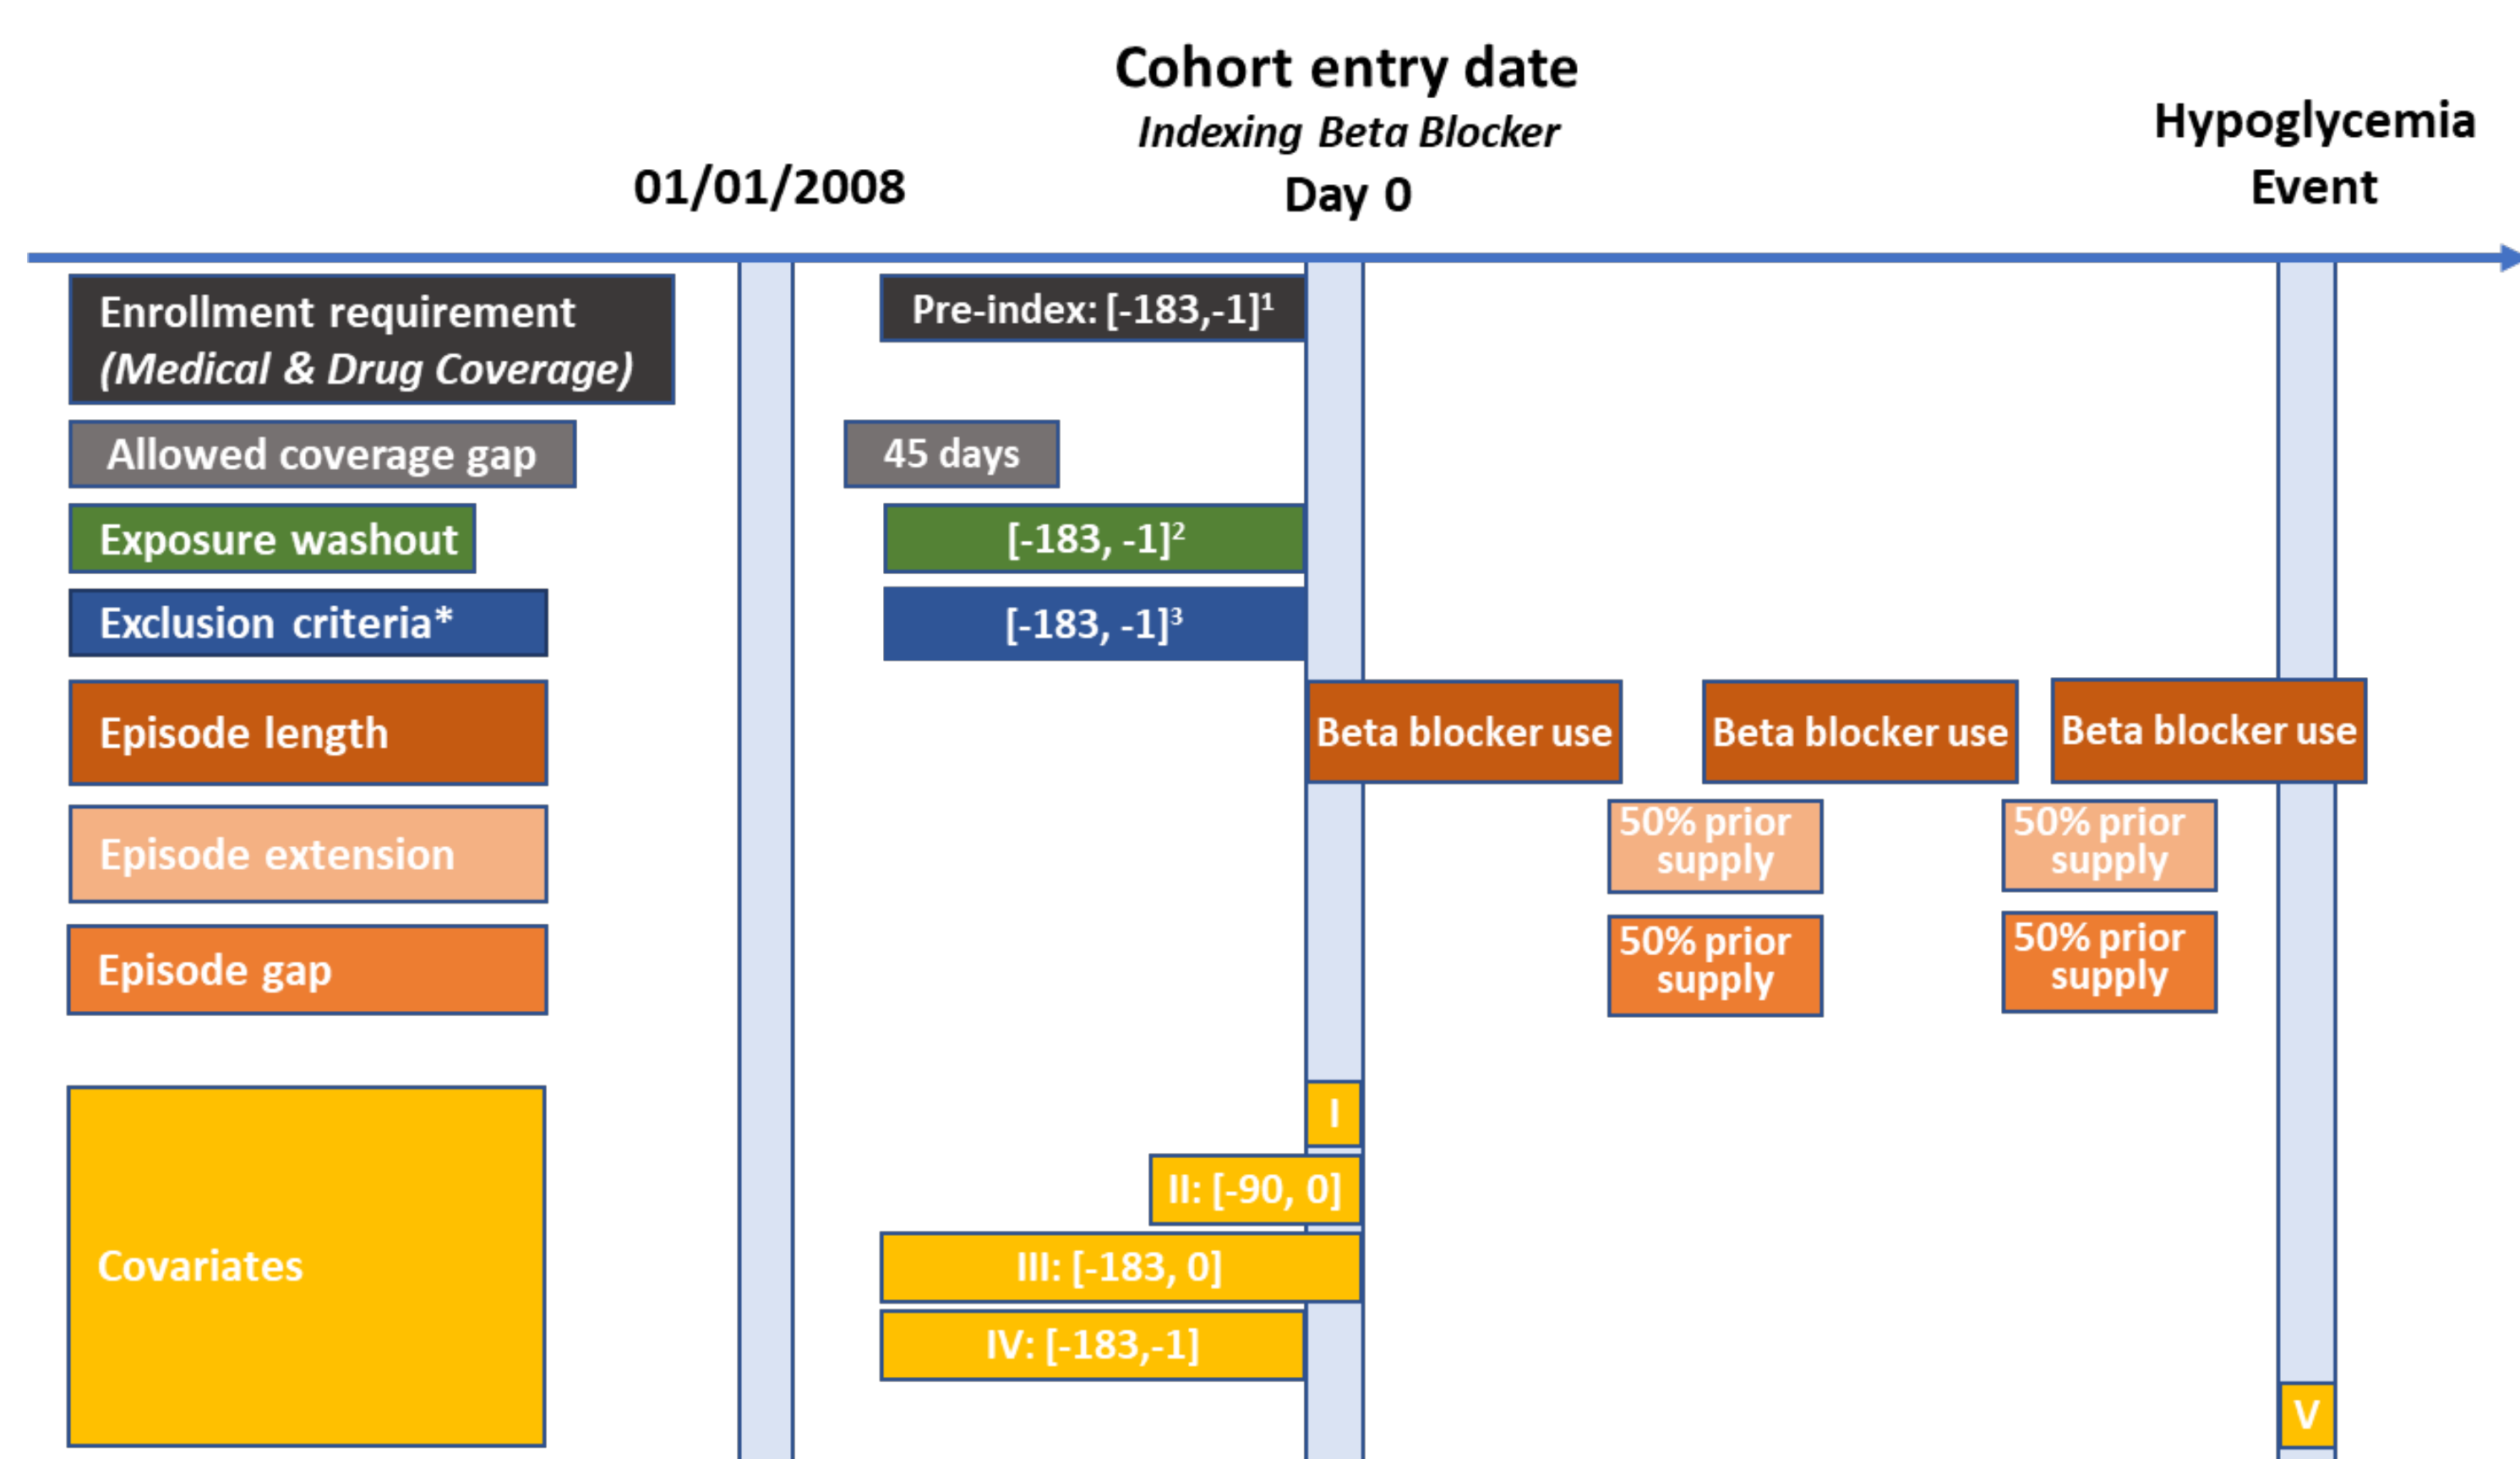 Cohort entry date
Indexing Beta Blocker
Day 0
01/01/2008
Hypoglycemia
Event
Enrollment requirement
(Medical & Drug Coverage)
Pre-index: [-183,-1]¹
Allowed coverage gap
45 days
Exposure washout
[-183, -1]²
Exclusion criteria*
[-183, -1]³
Episode length
Beta blocker use
Beta blocker use
Beta blocker use
Episode extension
50% prior
supply
50% prior
supply
Episode gap
50% prior
supply
50% prior
supply
Covariates
I
II: [-90, 0]
III: [-183, 0]
IV: [-183,-1]
V